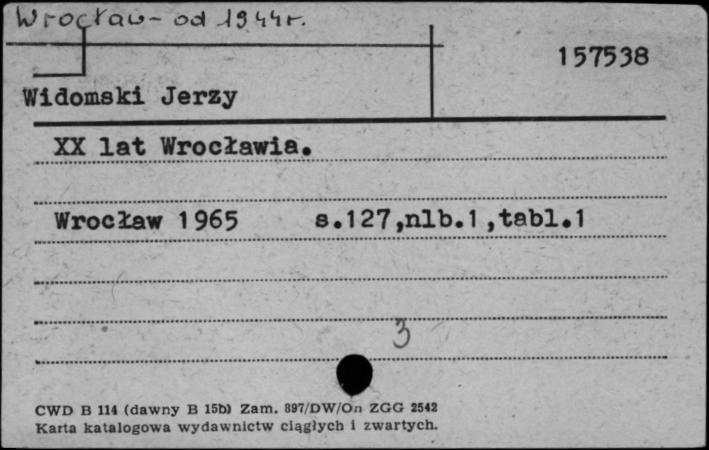 Wrocław - od 1944r.
157538
Widomski Jerzy
XX lat Wrocławia.
Wrocław 1965 s.127,nlb.1,tabl.1
3
CWD B 114 (dawny B 15b) Zam. 897/DW/On ZGG 2542
Karta katalogowa wydawnictw ciągłych i zwartych.